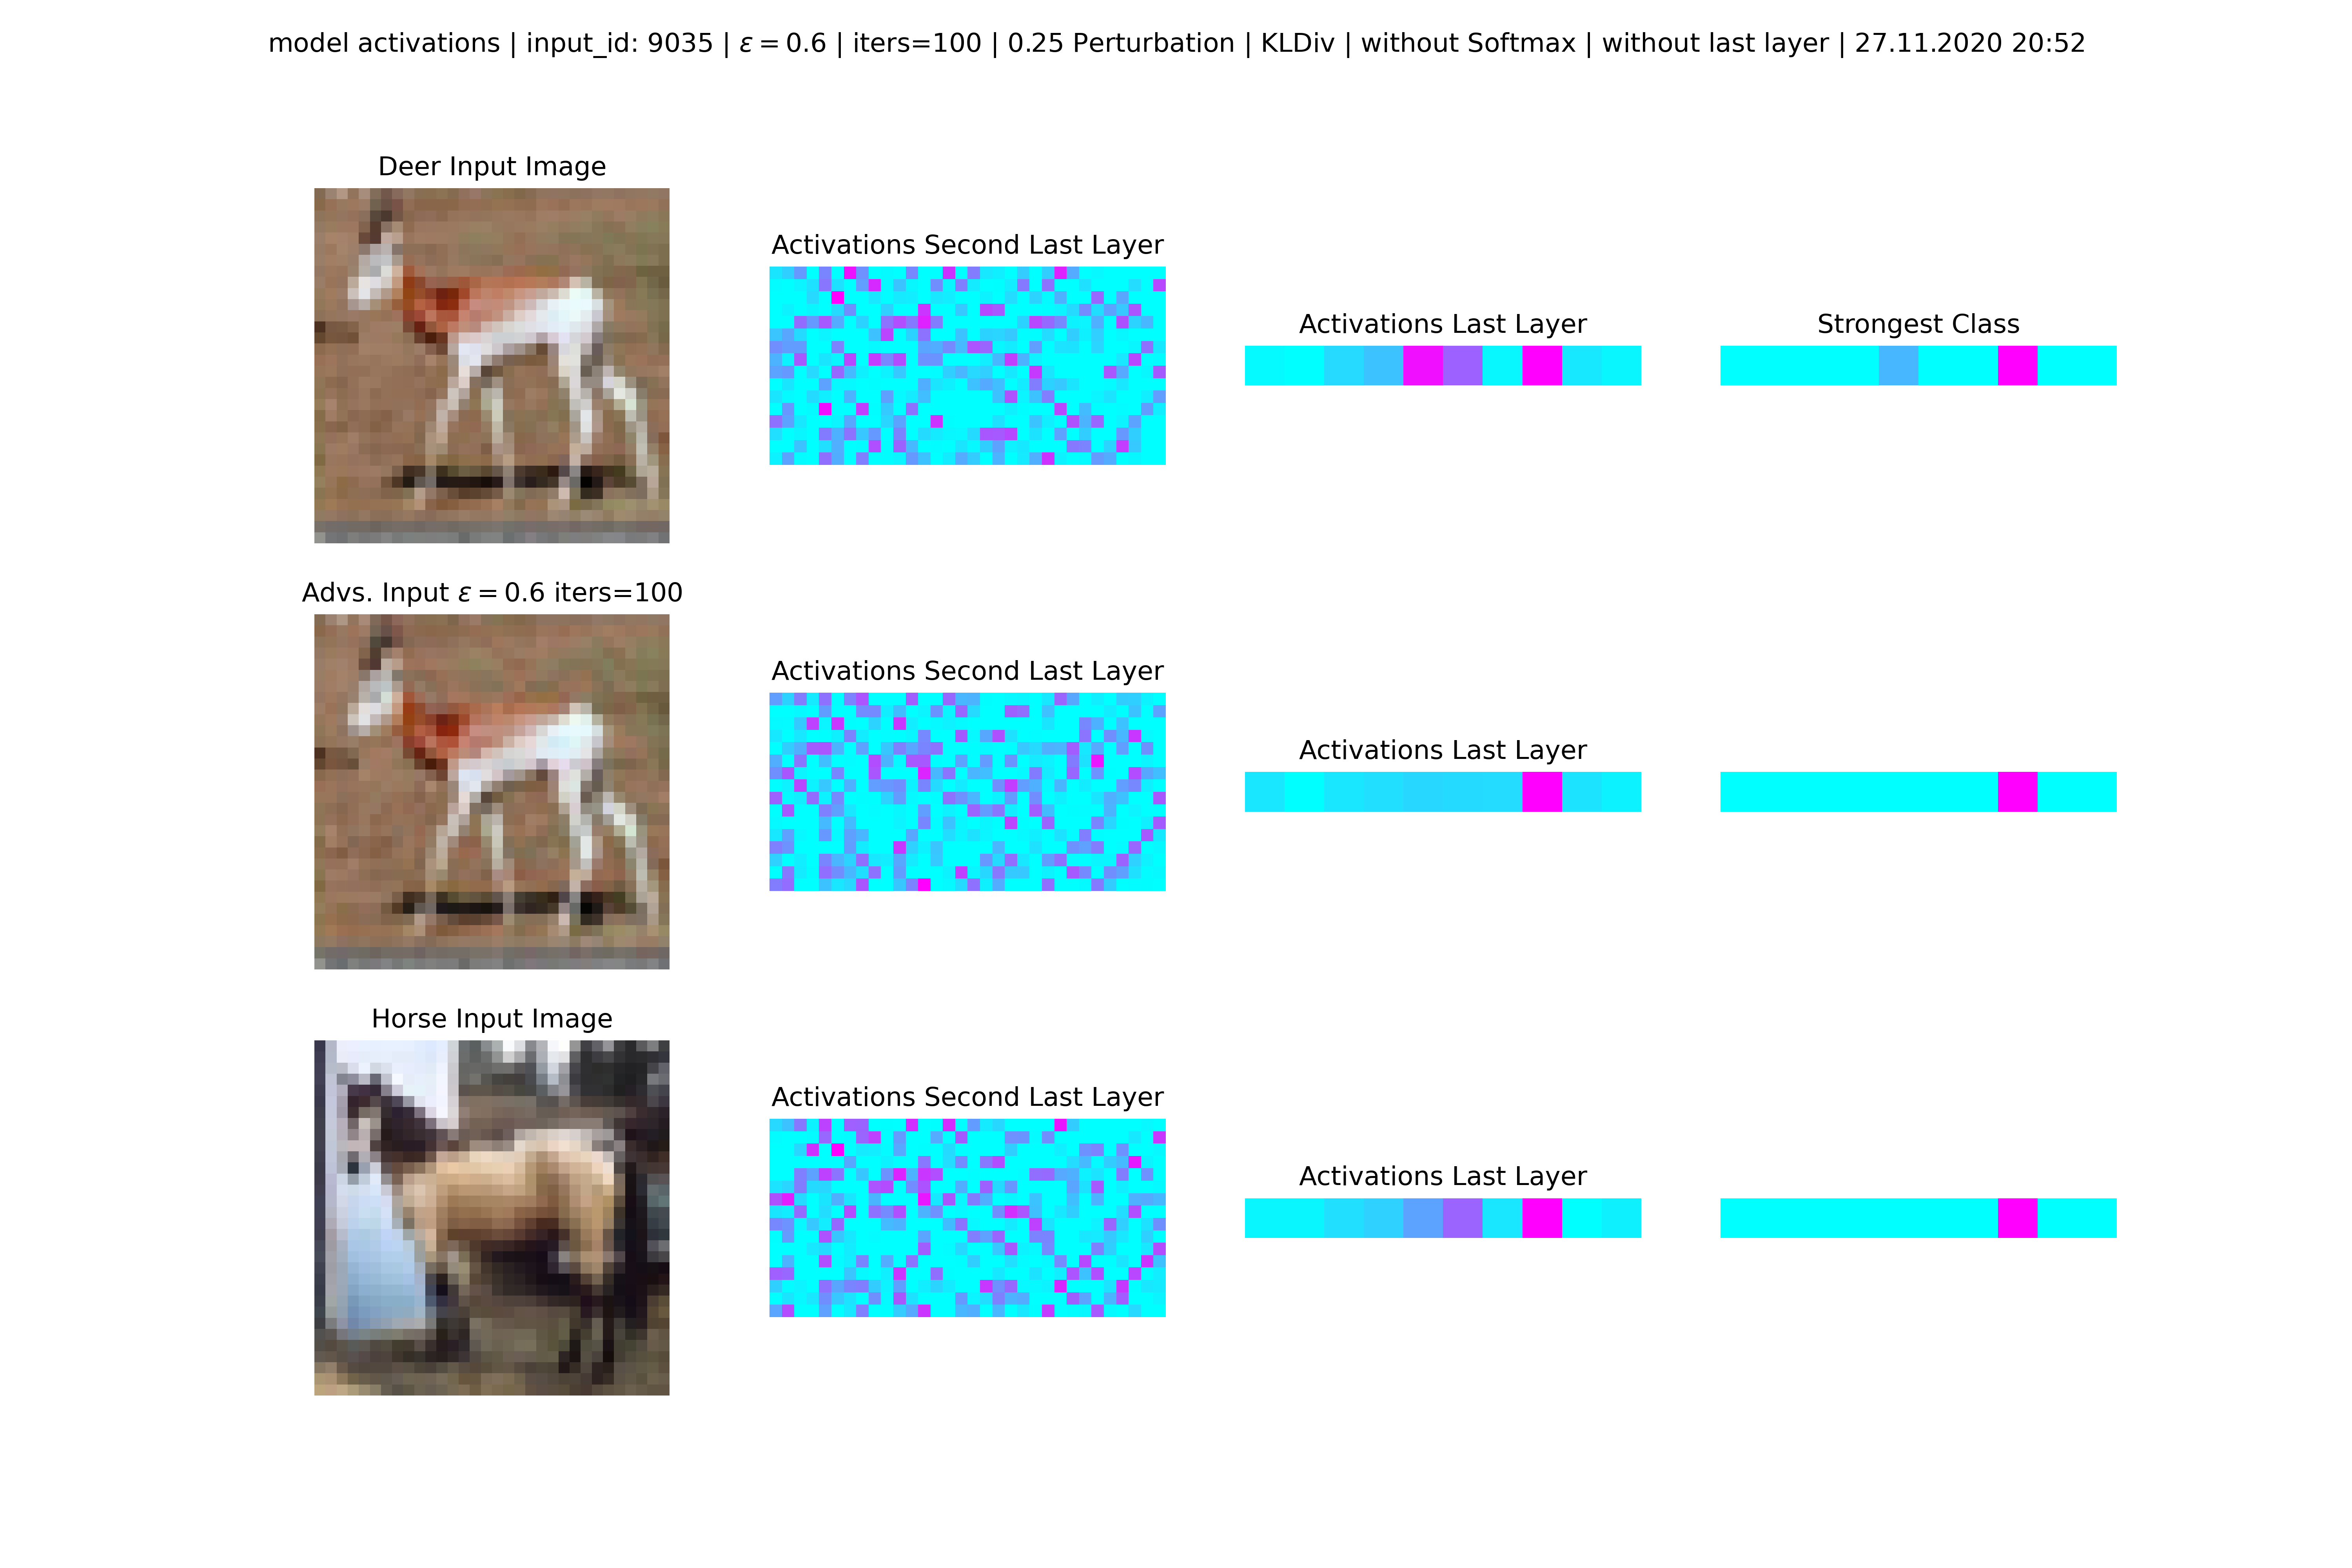 model activations | input_id: 9035 | ε = 0.6 | iters=100 | 0.25 Perturbation | KLDiv | without Softmax | without last layer | 27.11.2020 20:52
Deer Input Image
Activations Second Last Layer
Activations Last Layer
Strongest Class
Advs. Input ε = 0.6 iters=100
Activations Second Last Layer
Activations Last Layer
Horse Input Image
Activations Second Last Layer
Activations Last Layer